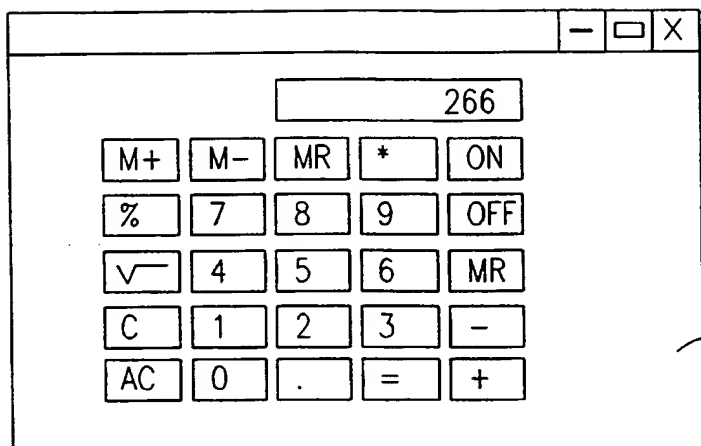 – □ X
266
M+ M– MR * ON
% 7 8 9 OFF
√ 4 5 6 MR
C 1 2 3 –
AC 0 . = +